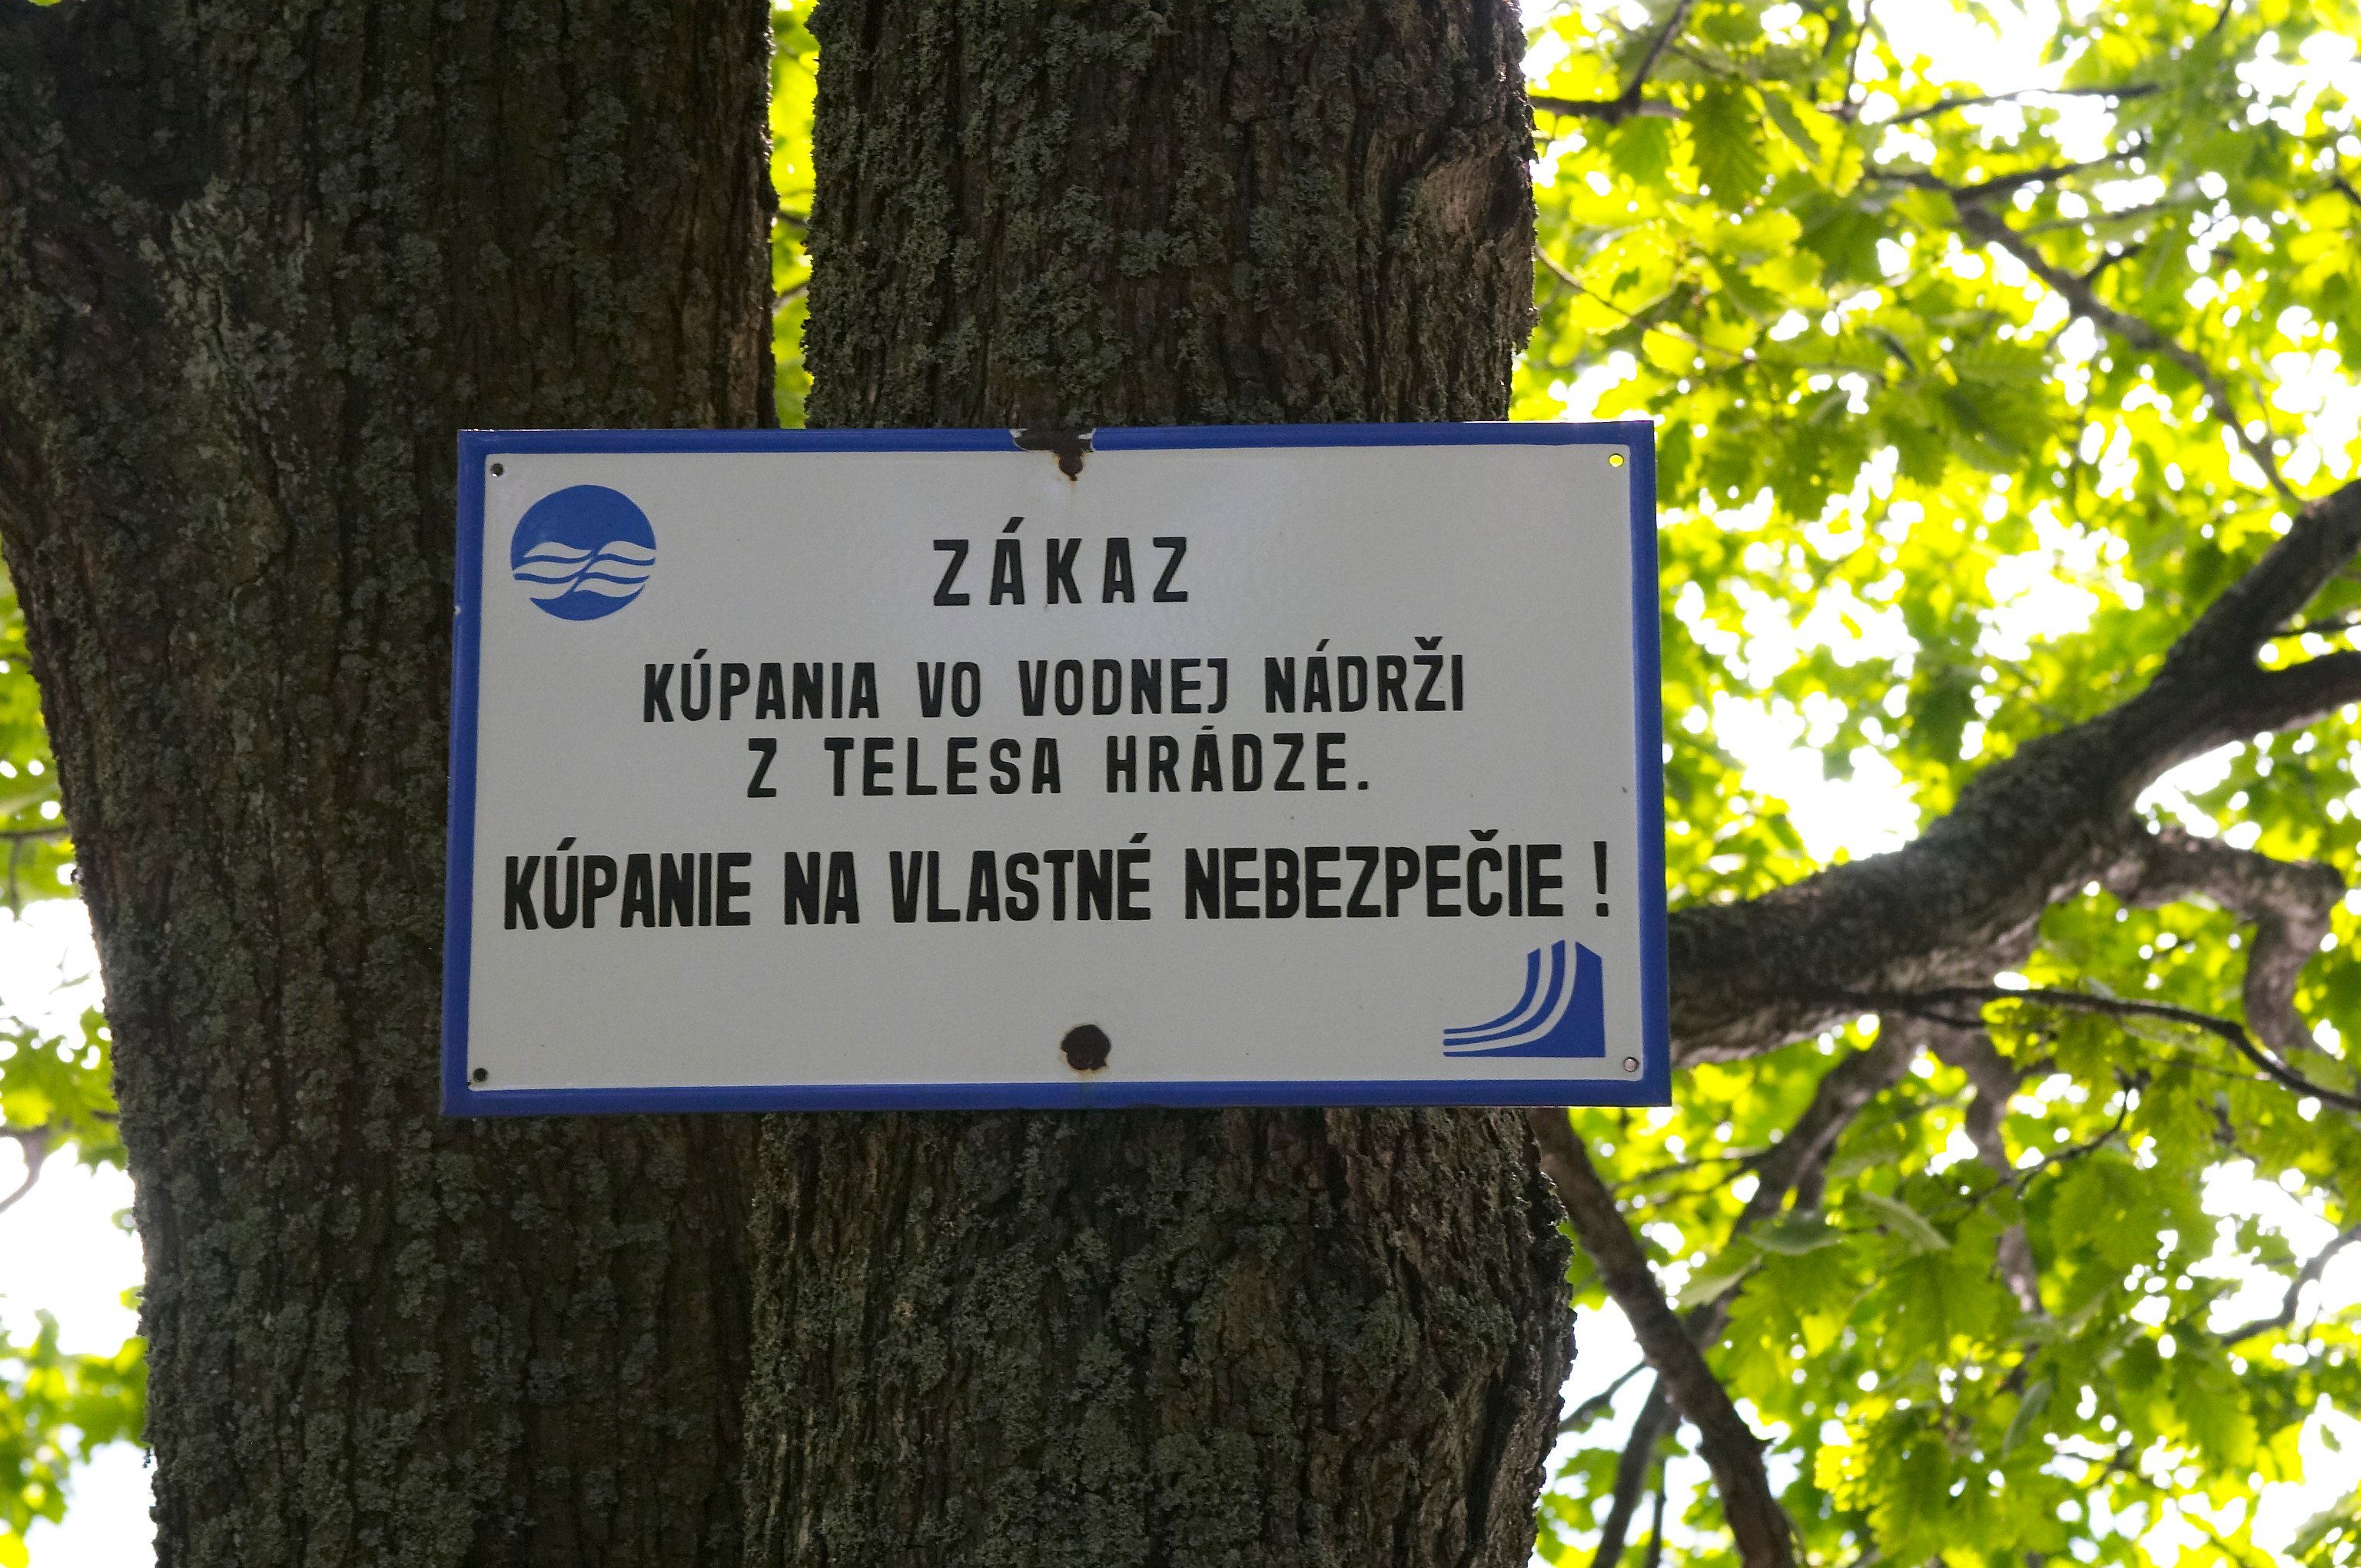 ZÁKAZ
KÚPANIA VO VODNEJ NÁDRŽI
Z TELESA HRÁDZE.
KÚPANIE NA VLASTNÉ NEBEZPEČIE !